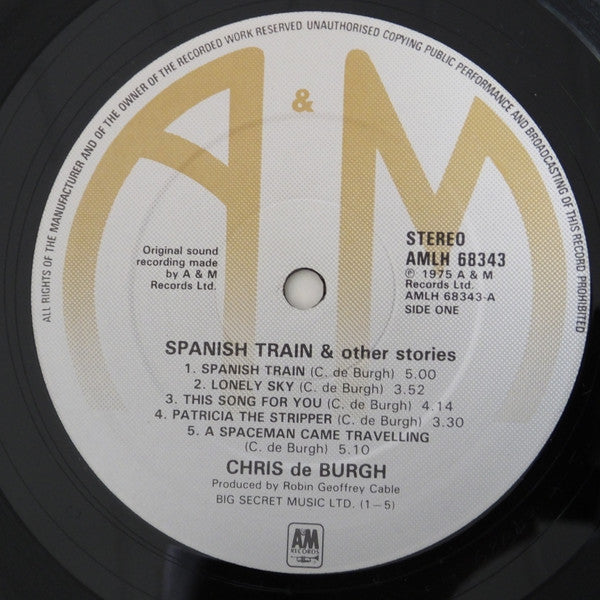 ALL RIGHTS OF THE MANUFACTURER AND OF THE OWNER OF THE RECORDED WORK RESERVED UNAUTHORISED COPYING PUBLIC PERFORMANCE AND BROADCASTING OF THIS RECORD PROHIBITED
A & M
Original sound
recording made
by A & M
Records Ltd.
STEREO
AMLH 68343
℗ 1975 A & M
Records Ltd.
AMLH 68343-A
SIDE ONE
SPANISH TRAIN & other stories
1. SPANISH TRAIN (C. de Burgh) 5.00
2. LONELY SKY (C. de Burgh) 3.52
3. THIS SONG FOR YOU (C. de Burgh) 4.14
4. PATRICIA THE STRIPPER (C. de Burgh) 3.30
5. A SPACEMAN CAME TRAVELLING
(C. de Burgh) 5.10
CHRIS de BURGH
Produced by Robin Geoffrey Cable
BIG SECRET MUSIC LTD. (1–5)
AM
RECORDS